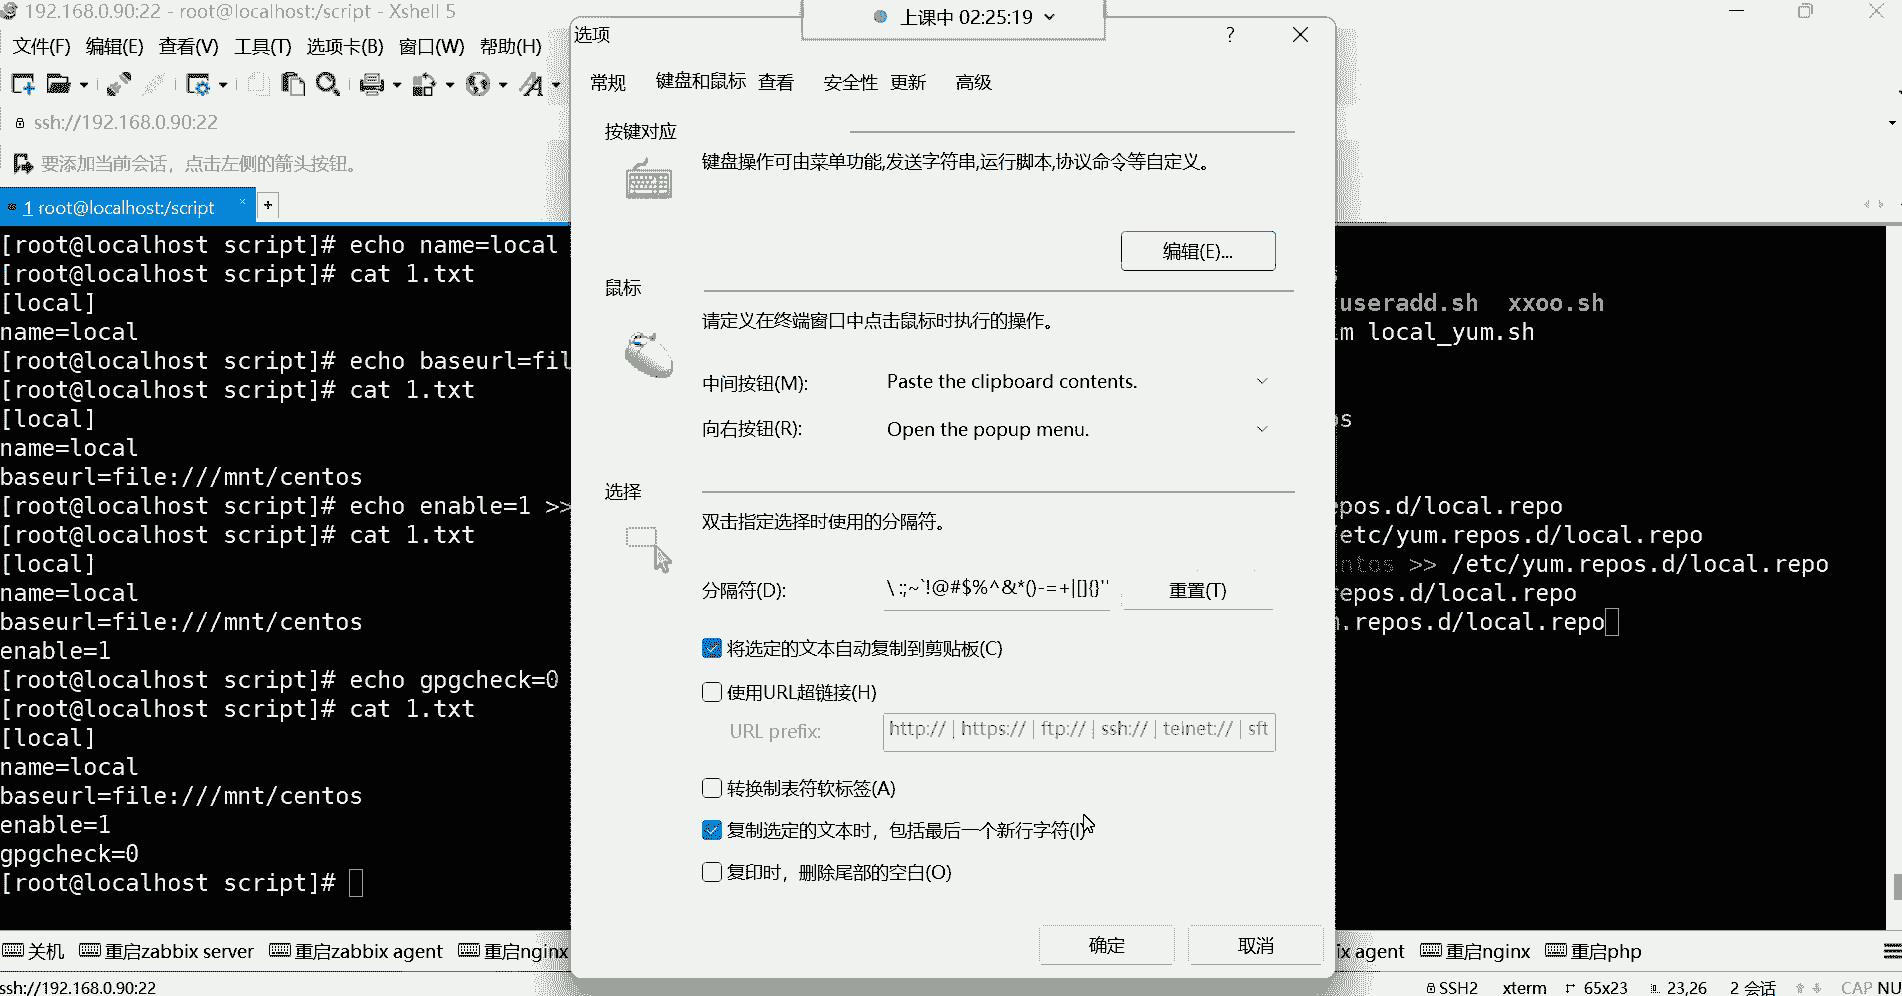 192.168.0.90:22 - root@localhost:/script - Xshell 5
上课中 02:25:19
文件(F) 编辑(E) 查看(V) 工具(T) 选项卡(B) 窗口(W) 帮助(H)
ssh://192.168.0.90:22
要添加当前会话，点击左侧的箭头按钮。
1 root@localhost:/script × +
[root@localhost script]# echo name=local
[root@localhost script]# cat 1.txt
[local]
name=local
[root@localhost script]# echo baseurl=fil
[root@localhost script]# cat 1.txt
[local]
name=local
baseurl=file:///mnt/centos
[root@localhost script]# echo enable=1 >>
[root@localhost script]# cat 1.txt
[local]
name=local
baseurl=file:///mnt/centos
enable=1
[root@localhost script]# echo gpgcheck=0
[root@localhost script]# cat 1.txt
[local]
name=local
baseurl=file:///mnt/centos
enable=1
gpgcheck=0
[root@localhost script]#
选项 ?
常规 键盘和鼠标 查看 安全性 更新 高级
按键对应
键盘操作可由菜单功能,发送字符串,运行脚本,协议命令等自定义。
编辑(E)...
鼠标
请定义在终端窗口中点击鼠标时执行的操作。
中间按钮(M): Paste the clipboard contents.
向右按钮(R): Open the popup menu.
选择
双击指定选择时使用的分隔符。
分隔符(D): \ :;~`!@#$%^&*()-=+|[]{}'" 重置(T)
将选定的文本自动复制到剪贴板(C)
使用URL超链接(H)
URL prefix: http:// | https:// | ftp:// | ssh:// | telnet:// | sft
转换制表符软标签(A)
复制选定的文本时，包括最后一个新行字符(I)
复印时，删除尾部的空白(O)
确定 取消
useradd.sh xxoo.sh
m local_yum.sh
s
pos.d/local.repo
etc/yum.repos.d/local.repo
ntos >> /etc/yum.repos.d/local.repo
epos.d/local.repo
.repos.d/local.repo
关机 重启zabbix server 重启zabbix agent 重启nginx
ix agent 重启nginx 重启php
ssh://192.168.0.90:22
SSH2 xterm 65x23 23,26 2 会话 CAP NU